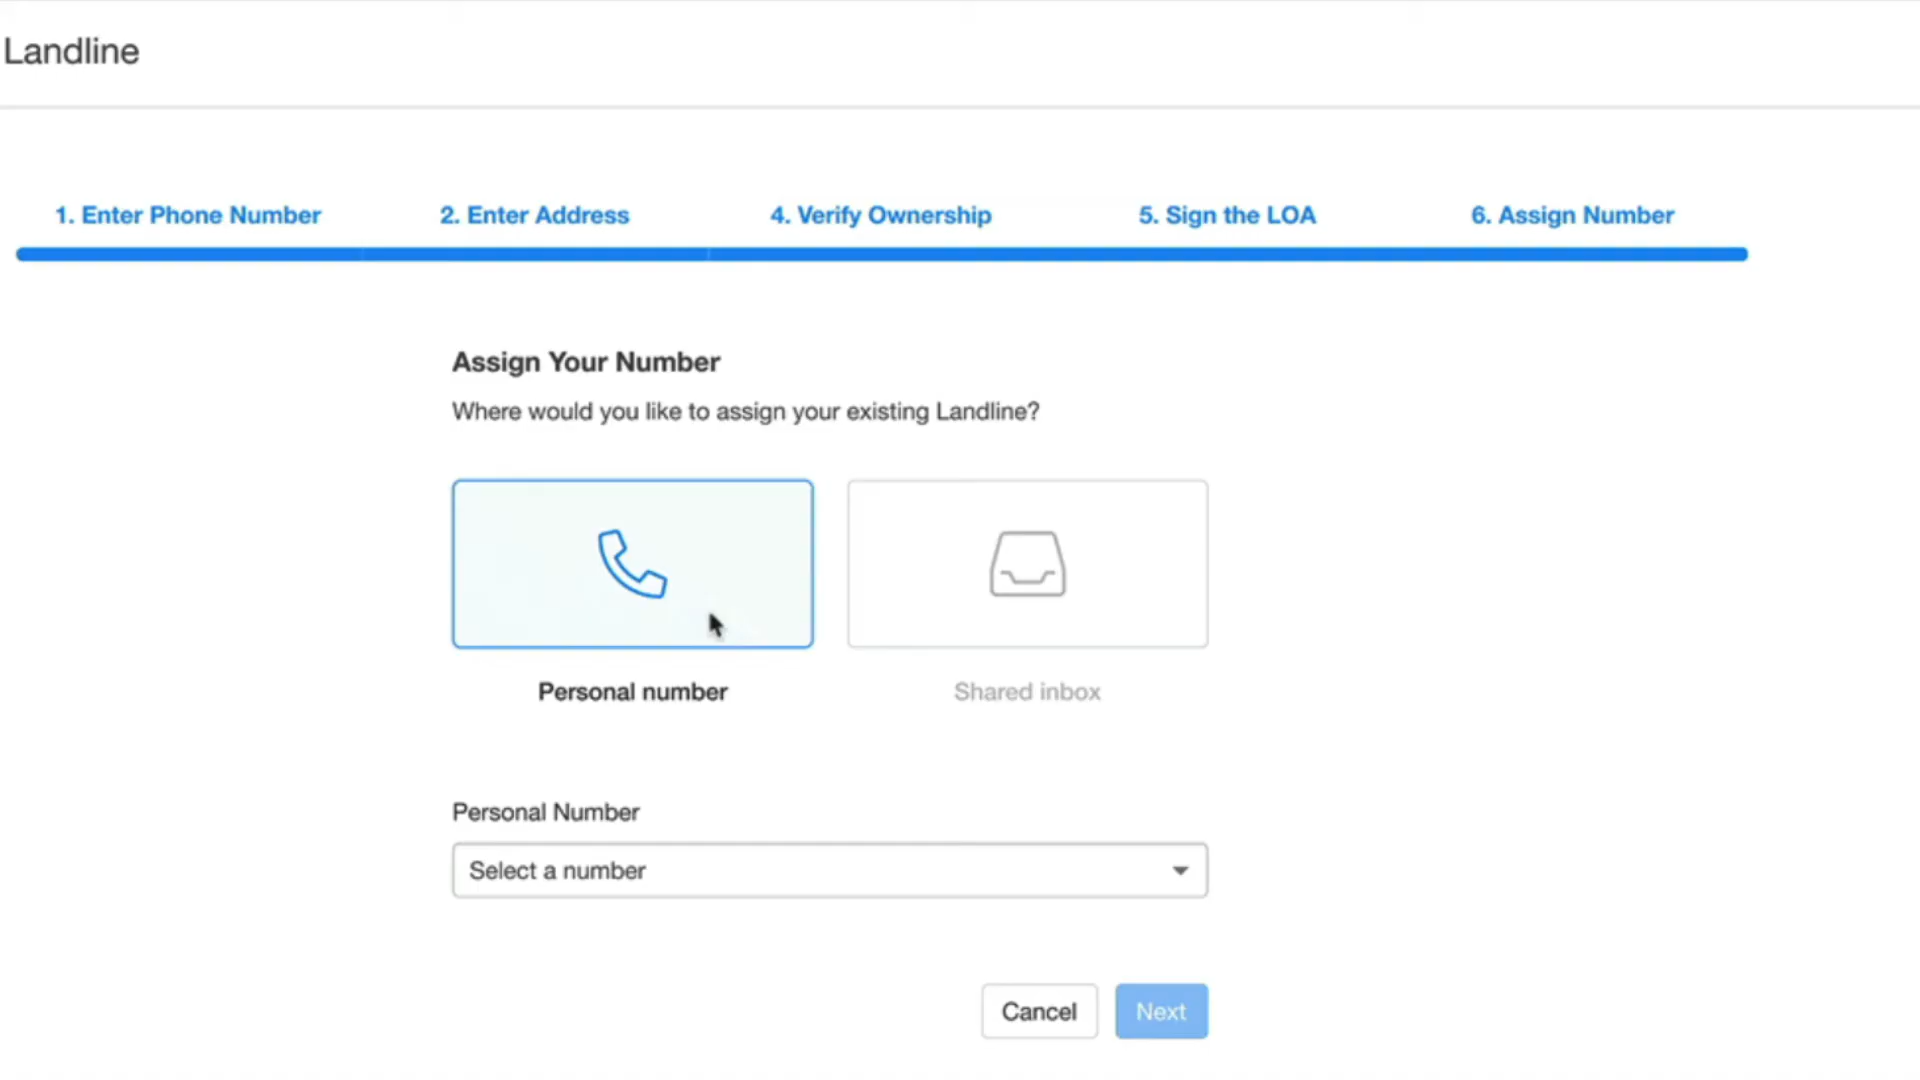 Landline
1. Enter Phone Number
2. Enter Address
4. Verify Ownership
5. Sign the LOA
6. Assign Number
Assign Your Number
Where would you like to assign your existing Landline?
Personal number
Shared inbox
Personal Number
Select a number
Cancel
Next